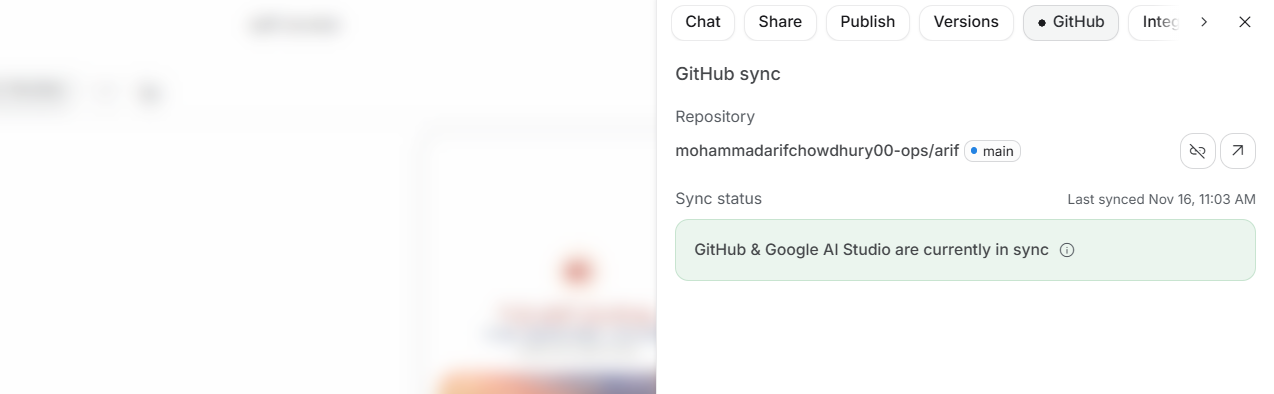 Chat Share Publish Versions GitHub
GitHub sync
Repository
mohammadarifchowdhury00-ops/arif main
Sync status Last synced Nov 16, 11:03 AM
GitHub & Google AI Studio are currently in sync